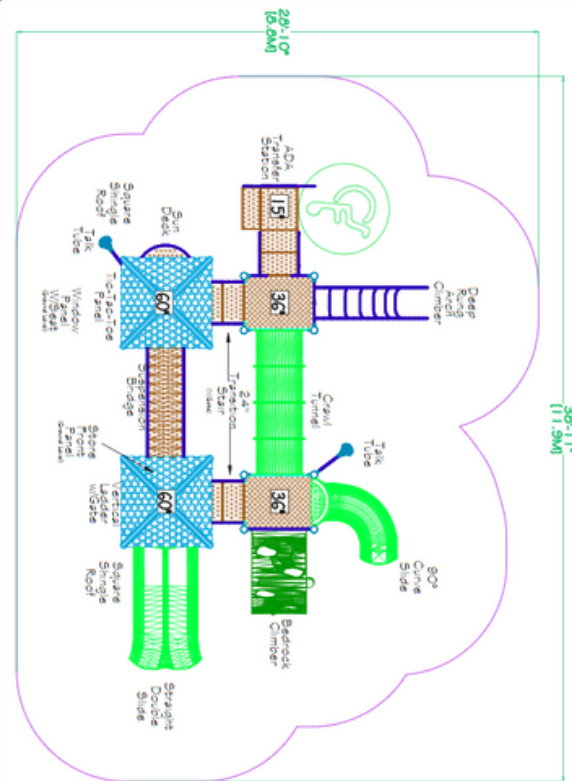 28'-10"
[8.8M]
[11.9M]
ADA
Transfer
Station
15"
Deep
Rung
Arch
Climber
36"
Sun
Deck
Square
Shingle
Roof
Talk
Tube
Tic-Tac-Toe
Panel
Window
Panel
W/Seat
60"
Suspension
Bridge
24"
Transition
Stair
Crawl
Tunnel
Talk
Tube
Store
Front
Panel
60"
Vertical
Ladder
w/Gate
36"
90°
Curve
Slide
Bedrock
Climber
Square
Shingle
Roof
Straight
Double
Slide